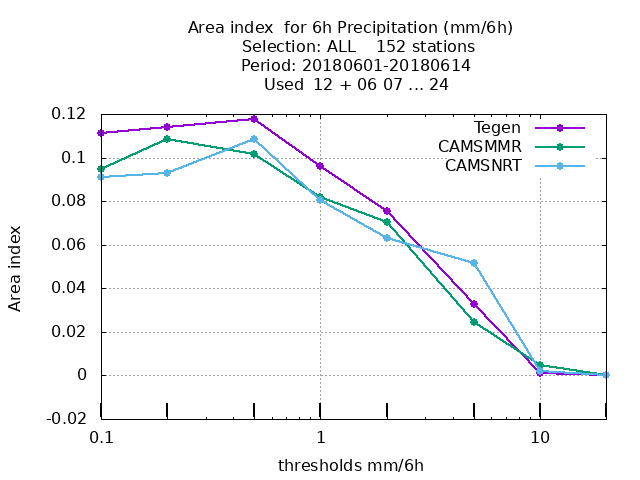 Area index  for 6h Precipitation (mm/6h)
Selection: ALL    152 stations
Period: 20180601-20180614
Used  12 + 06 07 ... 24
0.12
0.1
0.08
0.06
0.04
0.02
0
-0.02
Area index
Tegen
CAMSMMR
CAMSNRT
0.1
1
10
thresholds mm/6h